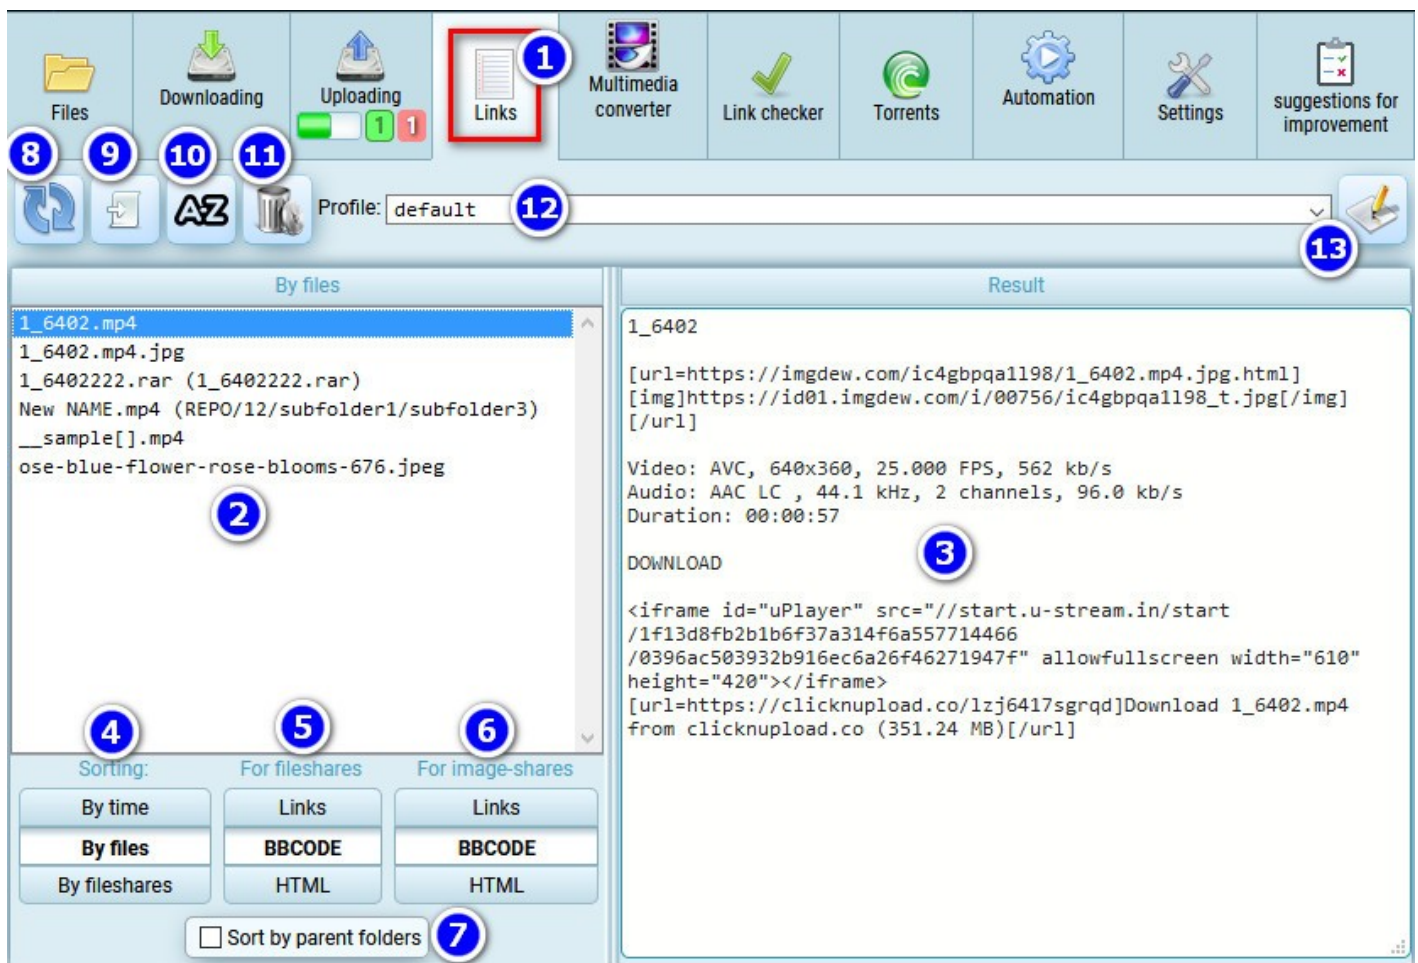 Files
Downloading
Uploading
1 1
Links
1
Multimedia
converter
Link checker
Torrents
Automation
Settings
suggestions for
improvement
8
9
10
11
AZ
Profile: default
12
13
By files
1_6402.mp4
1_6402.mp4.jpg
1_6402222.rar (1_6402222.rar)
New NAME.mp4 (REPO/12/subfolder1/subfolder3)
__sample[].mp4
ose-blue-flower-rose-blooms-676.jpeg
2
4
5
6
Sorting:
For fileshares
For image-shares
By time
Links
Links
By files
BBCODE
BBCODE
By fileshares
HTML
HTML
Sort by parent folders
7
Result
1_6402
[url=https://imgdew.com/ic4gbpqa1l98/1_6402.mp4.jpg.html]
[img]https://id01.imgdew.com/i/00756/ic4gbpqa1l98_t.jpg[/img]
[/url]
Video: AVC, 640x360, 25.000 FPS, 562 kb/s
Audio: AAC LC , 44.1 kHz, 2 channels, 96.0 kb/s
Duration: 00:00:57
3
DOWNLOAD
<iframe id="uPlayer" src="//start.u-stream.in/start
/1f13d8fb2b1b6f37a314f6a557714466
/0396ac503932b916ec6a26f46271947f" allowfullscreen width="610"
height="420"></iframe>
[url=https://clicknupload.co/lzj6417sgrqd]Download 1_6402.mp4
from clicknupload.co (351.24 MB)[/url]